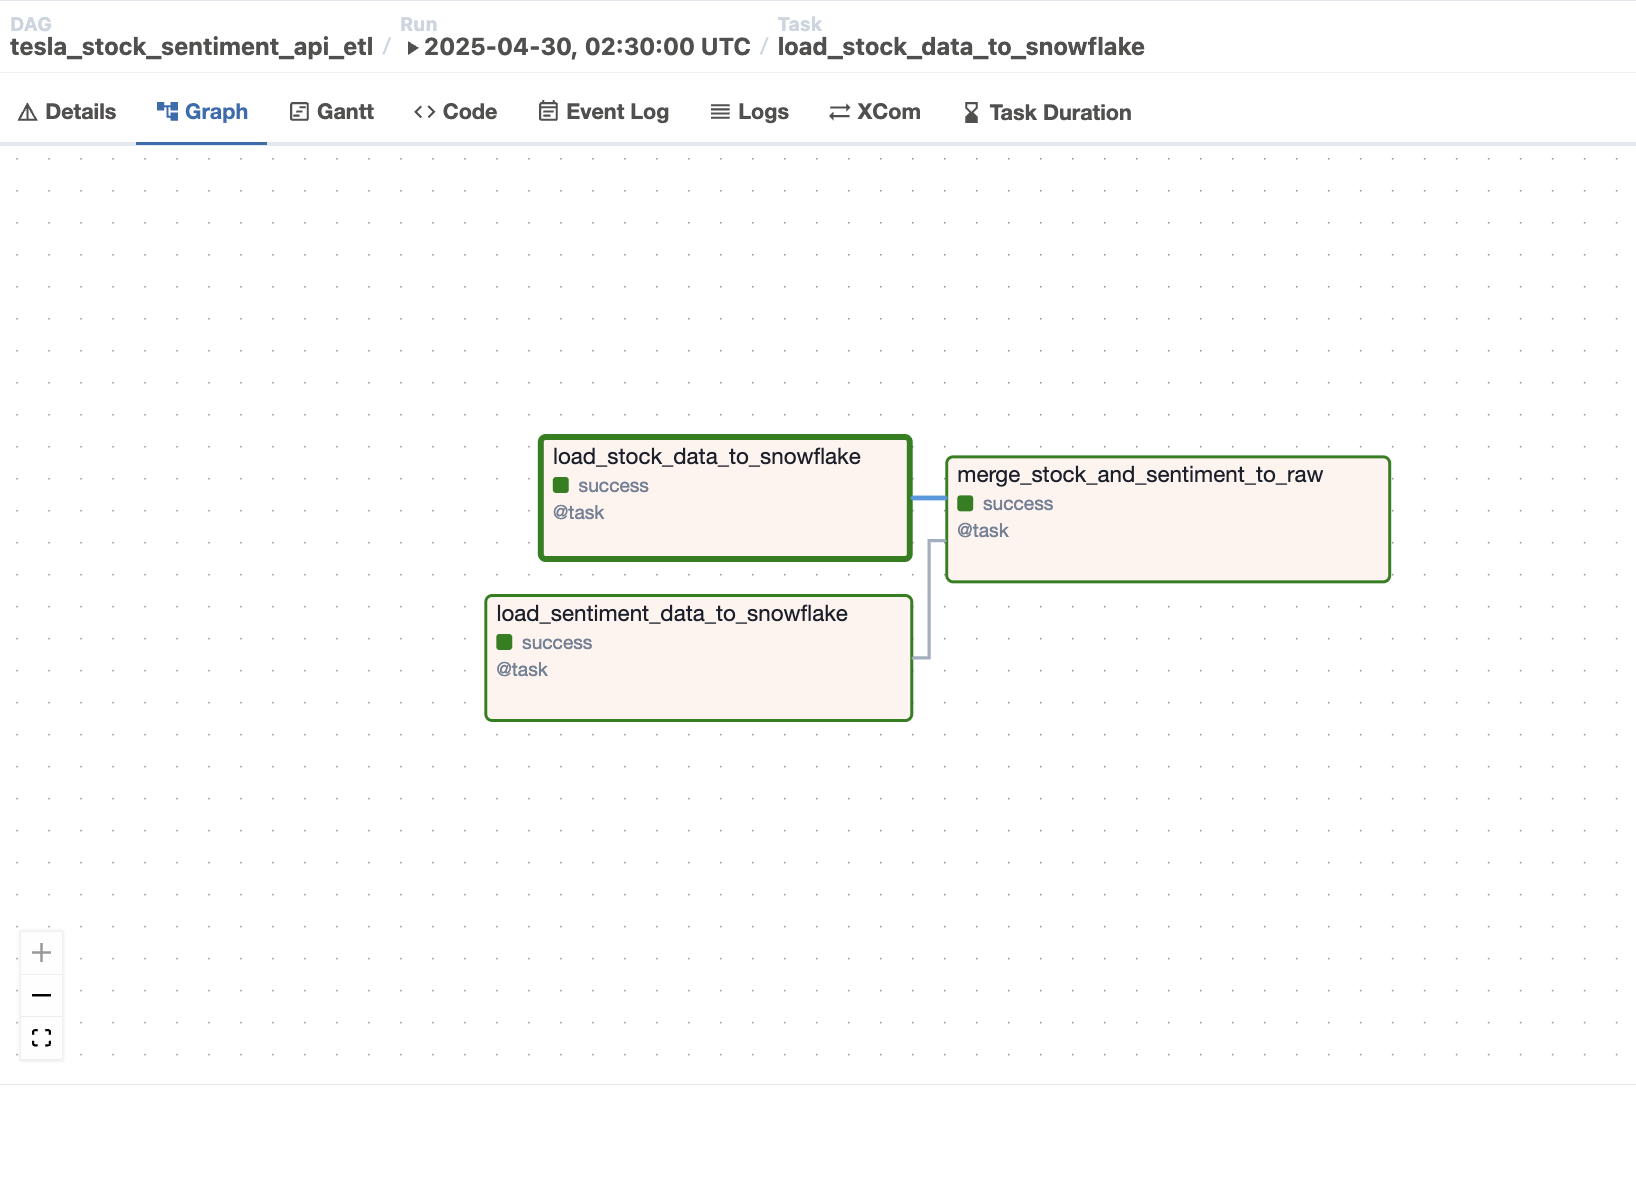 DAG
tesla_stock_sentiment_api_etl
Run
2025-04-30, 02:30:00 UTC
Task
load_stock_data_to_snowflake
/
/
Details
Graph
Gantt
Code
Event Log
Logs
XCom
Task Duration
load_stock_data_to_snowflake
success
@task
merge_stock_and_sentiment_to_raw
success
@task
load_sentiment_data_to_snowflake
success
@task